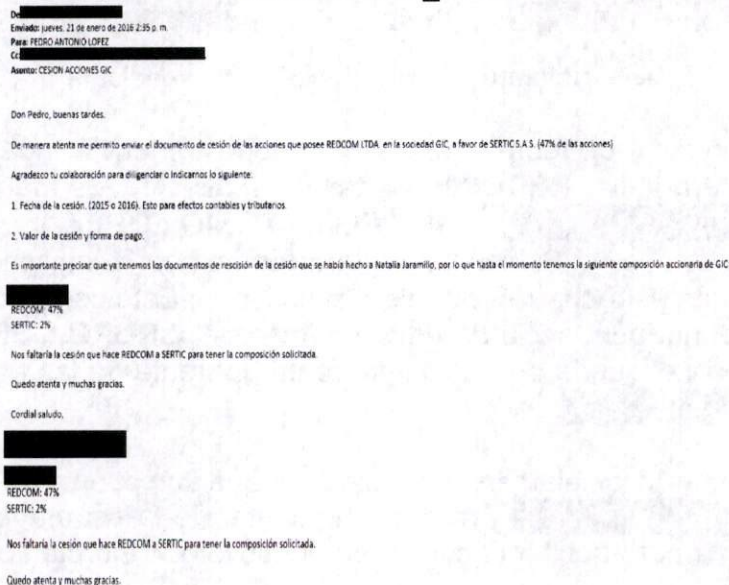 De
Enviado: jueves, 21 de enero de 2016 2:35 p. m.
Para: PEDRO ANTONIO LOPEZ
Cc
Asunto: CESION ACCIONES GIC
Don Pedro, buenas tardes.
De manera atenta me permito enviar el documento de cesión de las acciones que posee REDCOM LTDA. en la sociedad GIC, a favor de SERTIC S.A.S. (47% de las acciones)
Agradezco tu colaboración para diligenciar o indicarnos lo siguiente:
1. Fecha de la cesión. (2015 o 2016). Esto para efectos contables y tributarios.
2. Valor de la cesión y forma de pago.
Es importante precisar que ya tenemos los documentos de rescisión de la cesión que se había hecho a Natalia Jaramillo, por lo que hasta el momento tenemos la siguiente composición accionaria de GIC
REDCOM: 47%
SERTIC: 2%
Nos faltaría la cesión que hace REDCOM a SERTIC para tener la composición solicitada.
Quedo atenta y muchas gracias.
Cordial saludo,
REDCOM: 47%
SERTIC: 2%
Nos faltaría la cesión que hace REDCOM a SERTIC para tener la composición solicitada.
Quedo atenta y muchas gracias.